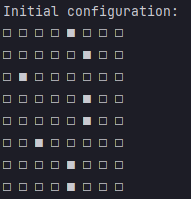 Initial configuration:
□ □ □ □ ■ □ □ □
□ □ □ □ □ ■ □ □
□ ■ □ □ □ □ □ □
□ □ □ □ □ ■ □ □
□ □ □ □ □ ■ □ □
□ □ ■ □ □ □ □ □
□ □ □ □ ■ □ □ □
□ □ □ □ ■ □ □ □